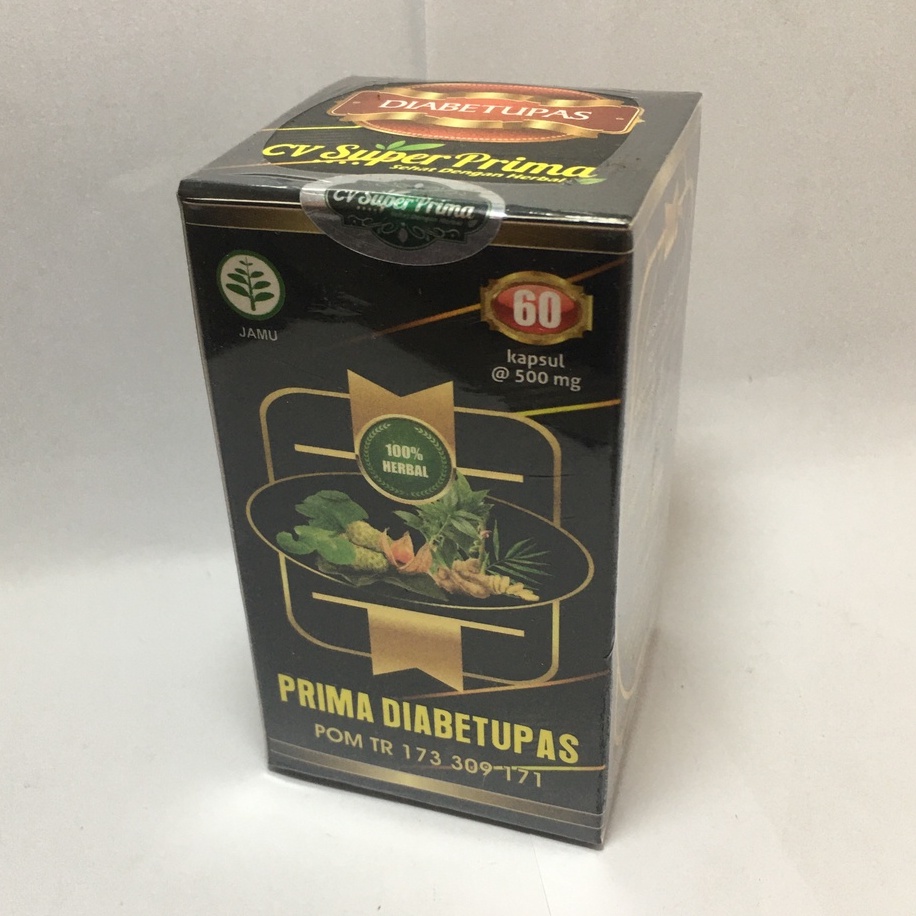 DIABETUPAS
CV Super Prima
Sehat Dengan Herbal
CV Super Prima
JAMU
60
kapsul
@ 500 mg
100%
HERBAL
PRIMA DIABETUPAS
POM TR 173 309 171